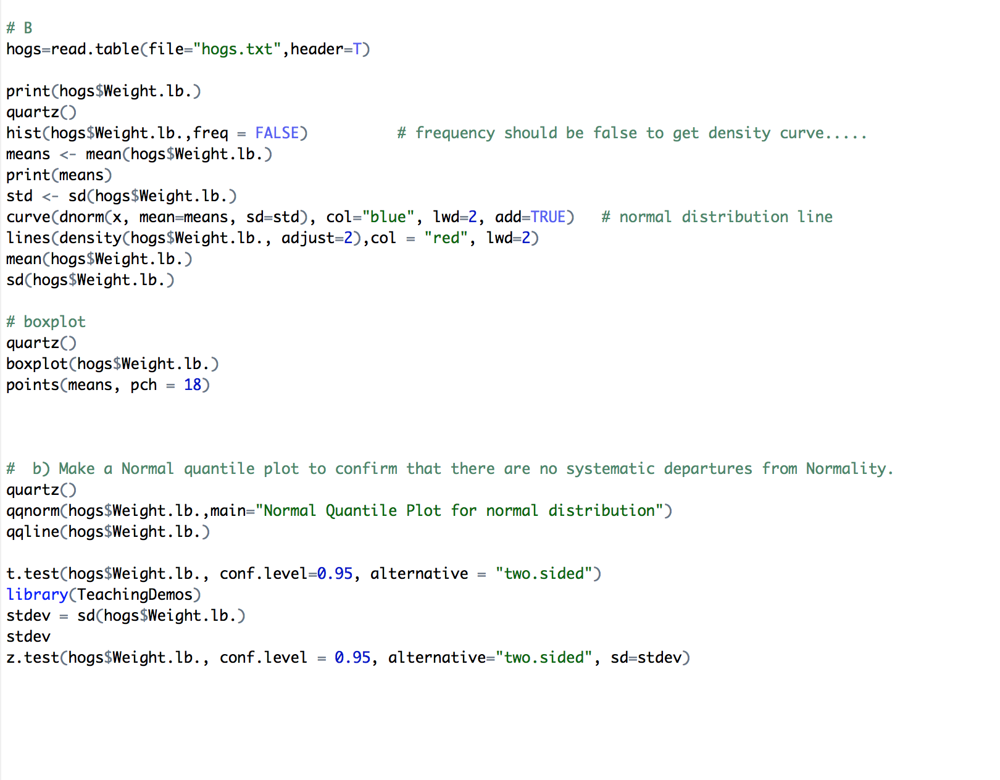 # B
hogs=read.table(file="hogs.txt",header=T)
print(hogs$Weight.lb.)
quartz()
hist(hogs$Weight.lb.,freq = FALSE)          # frequency should be false to get density curve.....
means <- mean(hogs$Weight.lb.)
print(means)
std <- sd(hogs$Weight.lb.)
curve(dnorm(x, mean=means, sd=std), col="blue", lwd=2, add=TRUE)   # normal distribution line
lines(density(hogs$Weight.lb., adjust=2),col = "red", lwd=2)
mean(hogs$Weight.lb.)
sd(hogs$Weight.lb.)
# boxplot
quartz()
boxplot(hogs$Weight.lb.)
points(means, pch = 18)
#  b) Make a Normal quantile plot to confirm that there are no systematic departures from Normality.
quartz()
qqnorm(hogs$Weight.lb.,main="Normal Quantile Plot for normal distribution")
qqline(hogs$Weight.lb.)
t.test(hogs$Weight.lb., conf.level=0.95, alternative = "two.sided")
library(TeachingDemos)
stdev = sd(hogs$Weight.lb.)
stdev
z.test(hogs$Weight.lb., conf.level = 0.95, alternative="two.sided", sd=stdev)